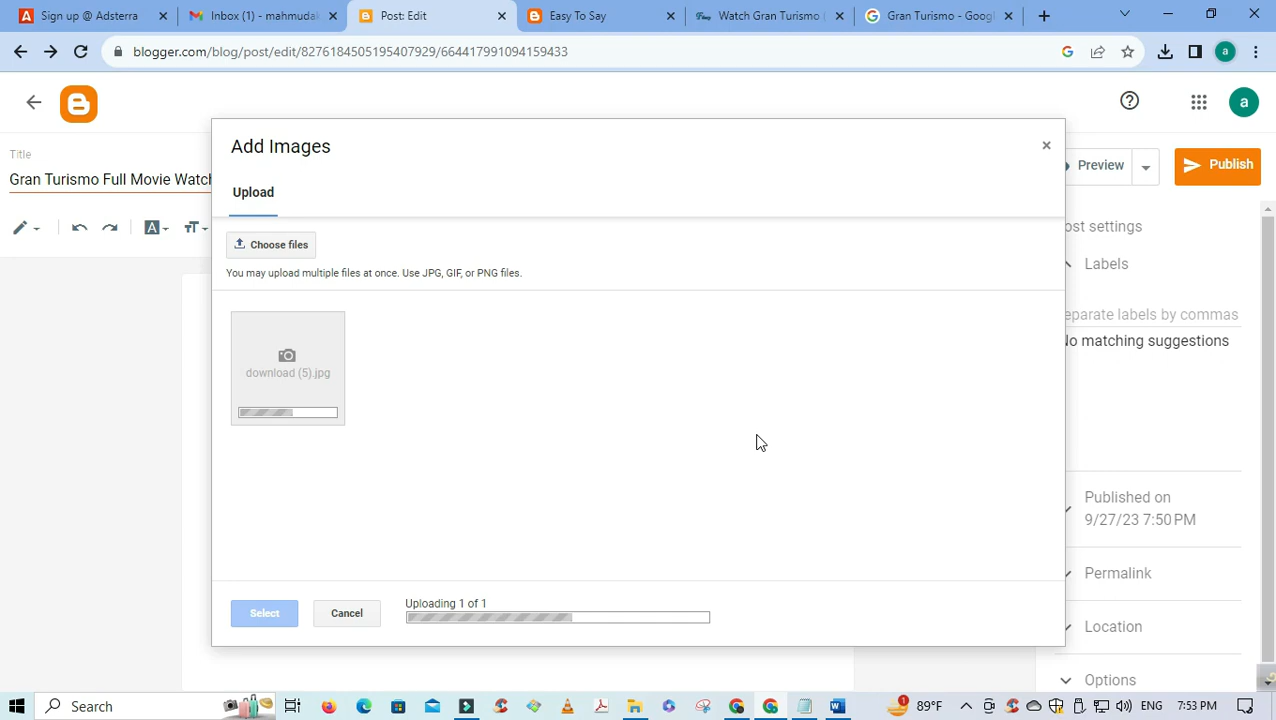 Sign up @ Adsterra
Inbox (1) - mahmudak
Post: Edit
Easy To Say
Watch Gran Turismo
Gran Turismo - Goog
blogger.com/blog/post/edit/8276184505195407929/664417991094159433
a
a
Title
Gran Turismo Full Movie Watch
Add Images
Upload
Choose files
You may upload multiple files at once. Use JPG, GIF, or PNG files.
download (5).jpg
Select
Cancel
Uploading 1 of 1
Preview
Publish
ost settings
Labels
eparate labels by commas
No matching suggestions
Published on
9/27/23 7:50 PM
Permalink
Location
Options
Search
1
89°F
ENG
7:53 PM